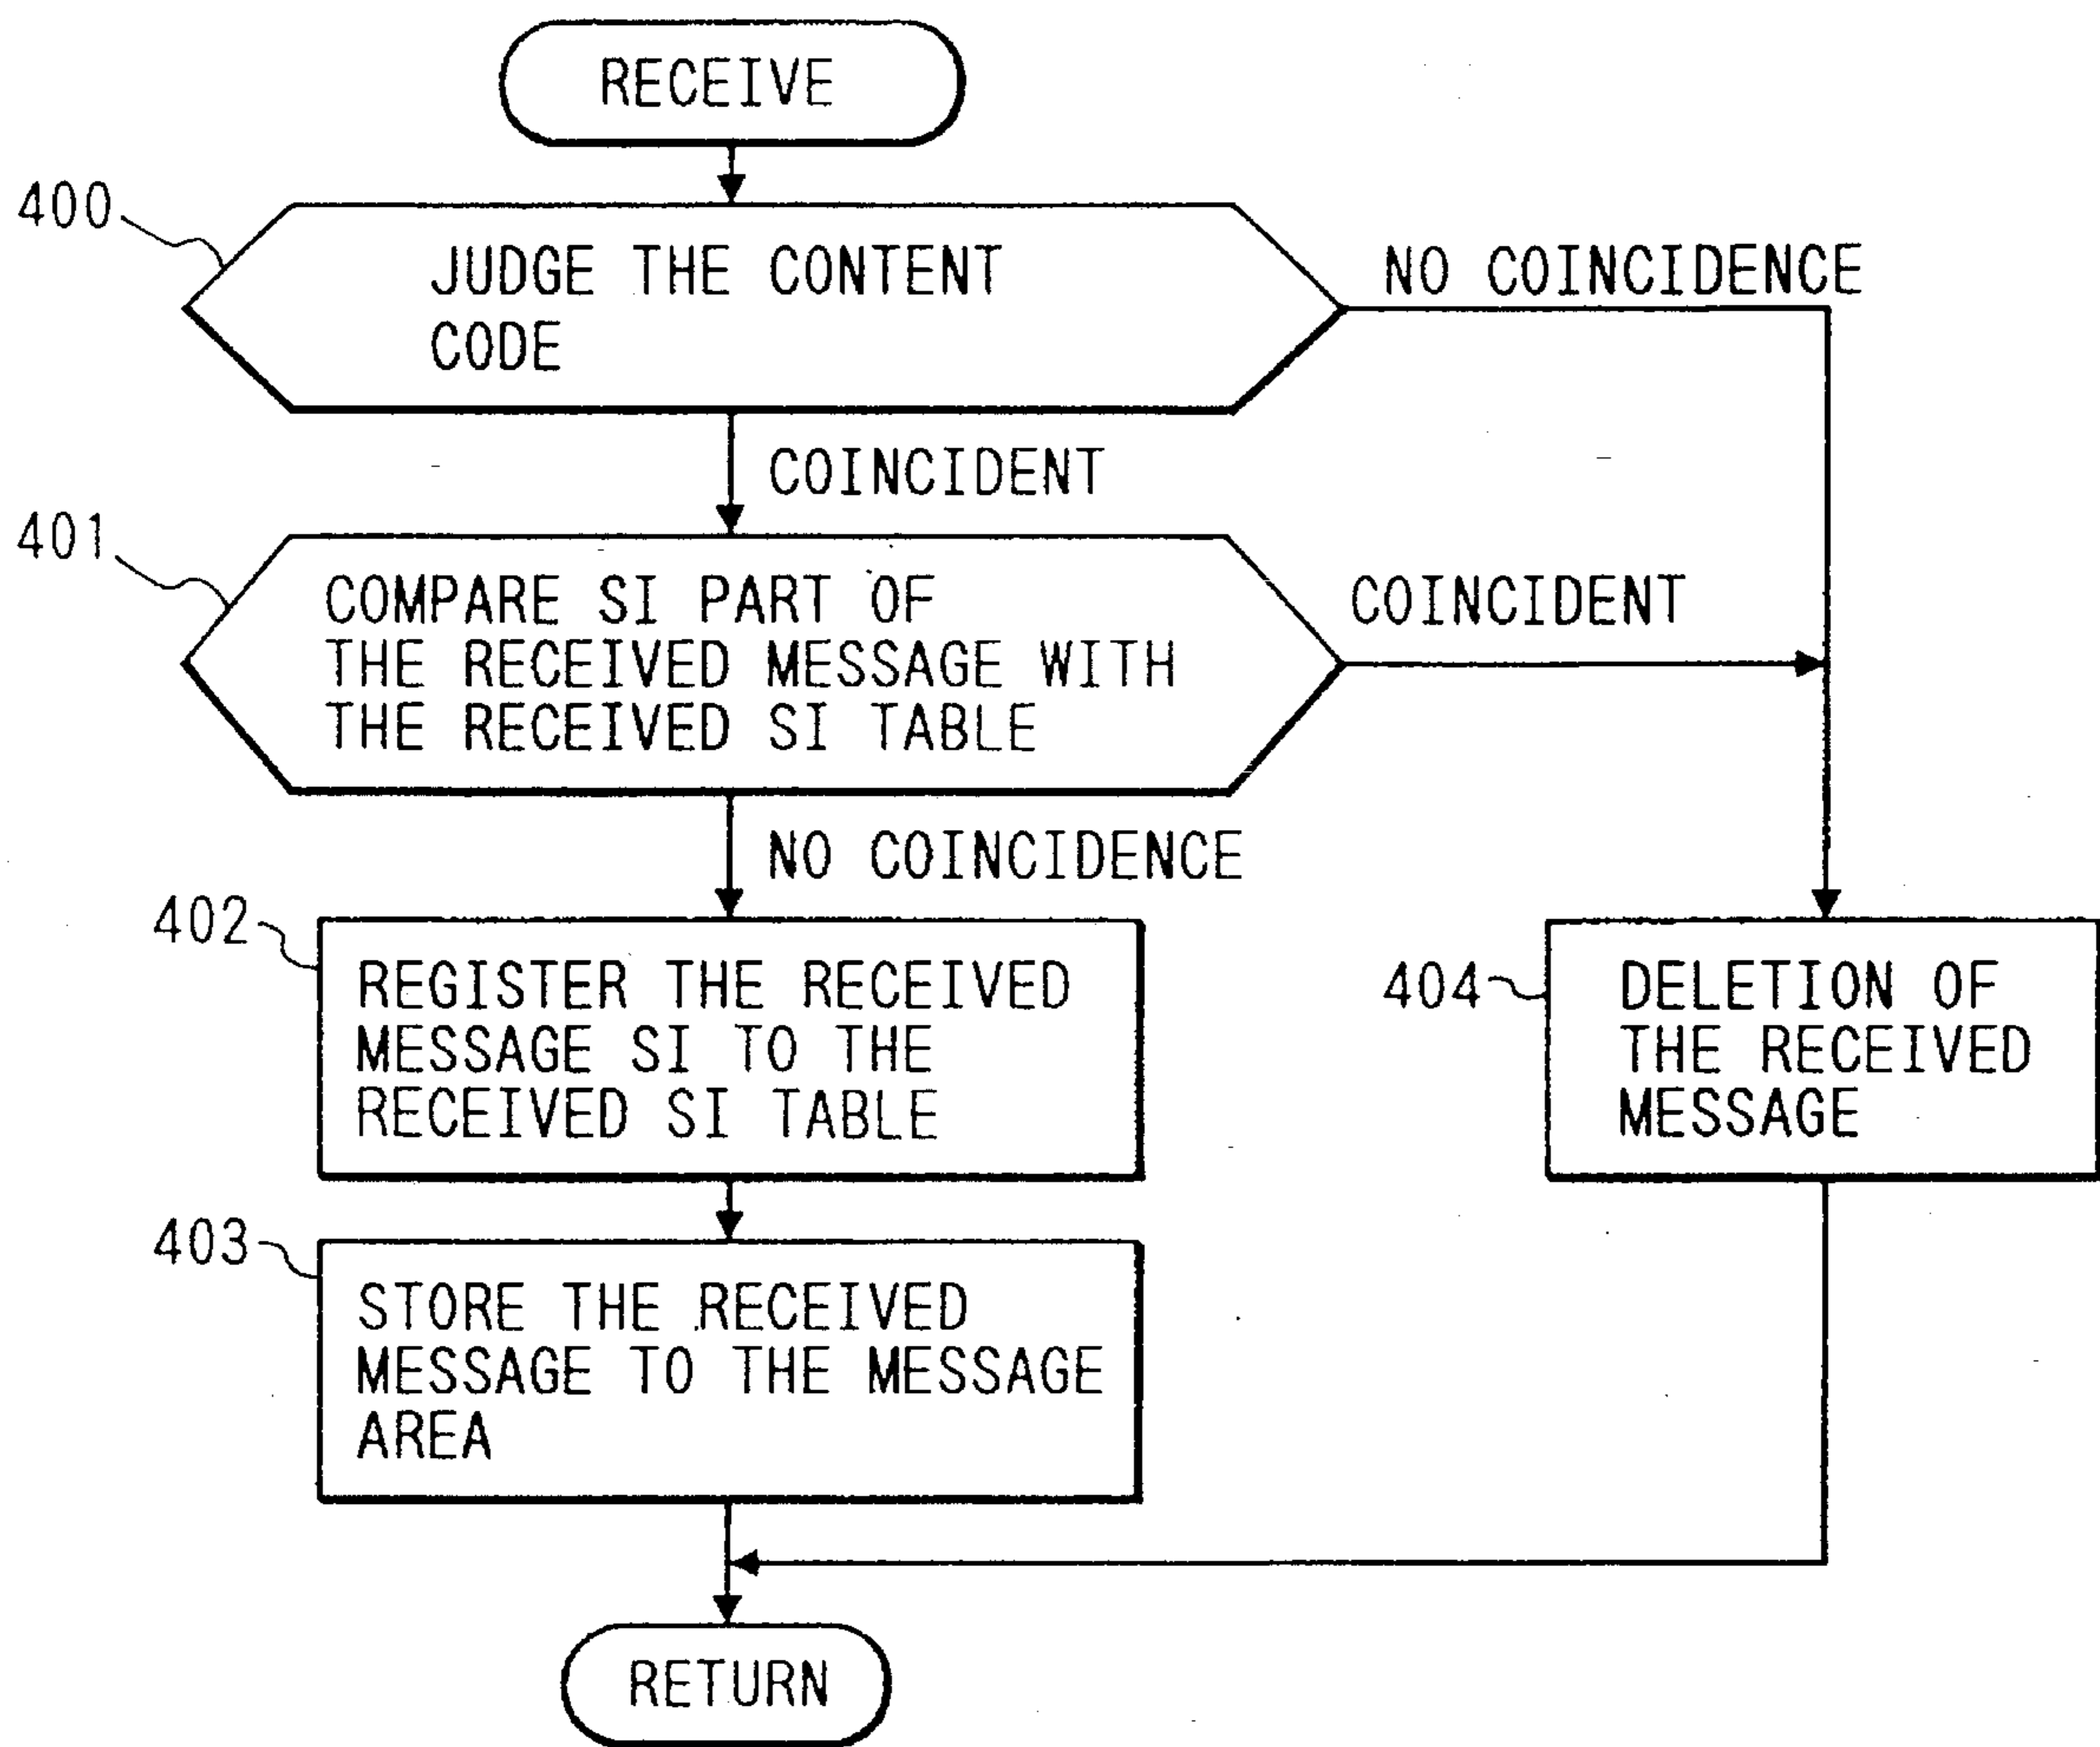 RECEIVE
400
JUDGE THE CONTENT
CODE
NO COINCIDENCE
COINCIDENT
401
COMPARE SI PART OF
THE RECEIVED MESSAGE WITH
THE RECEIVED SI TABLE
COINCIDENT
NO COINCIDENCE
402
REGISTER THE RECEIVED
MESSAGE SI TO THE
RECEIVED SI TABLE
404
DELETION OF
THE RECEIVED
MESSAGE
403
STORE THE RECEIVED
MESSAGE TO THE MESSAGE
AREA
RETURN